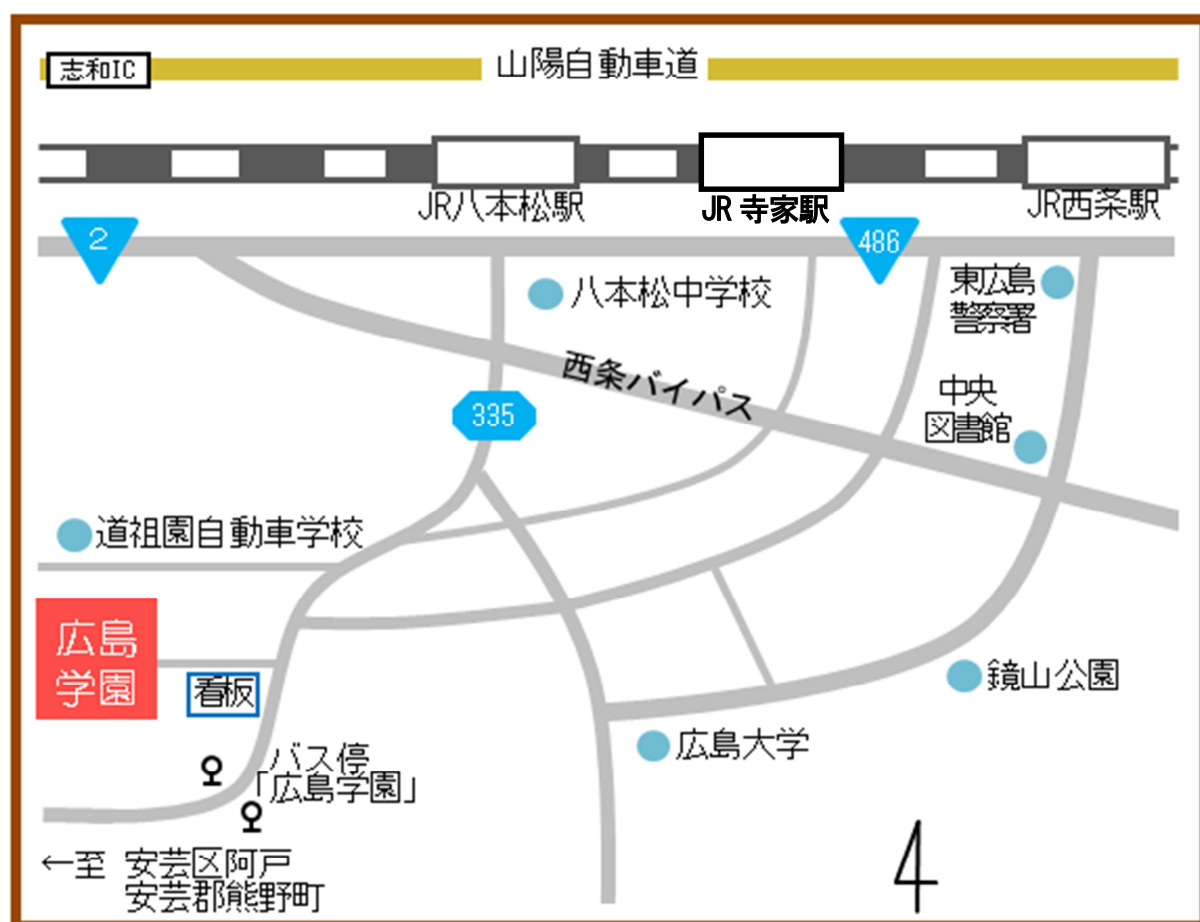 志和IC
山陽自動車道
JR八本松駅
JR 寺家駅
JR西条駅
2
486
八本松中学校
東広島
警察署
西条バイパス
中央
図書館
335
道祖園自動車学校
広島
学園
看板
鏡山公園
広島大学
バス停
「広島学園」
←至 安芸区阿戸
安芸郡熊野町